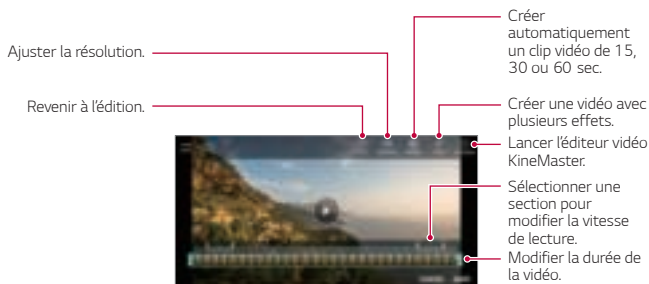 Ajuster la résolution.
Revenir à l'édition.
Créer
automatiquement
un clip vidéo de 15,
30 ou 60 sec.
Créer une vidéo avec
plusieurs effets.
Lancer l'éditeur vidéo
KineMaster.
Sélectionner une
section pour
modifier la vitesse
de lecture.
Modifier la durée de
la vidéo.